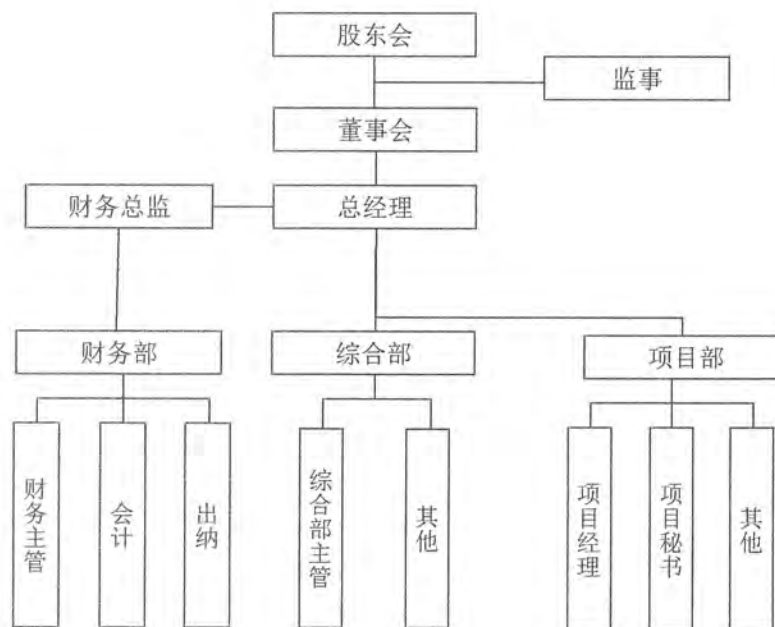 股东会
监事
董事会
财务总监
总经理
财务部
综合部
项目部
财务主管
会计
出纳
综合部主管
其他
项目经理
项目秘书
其他